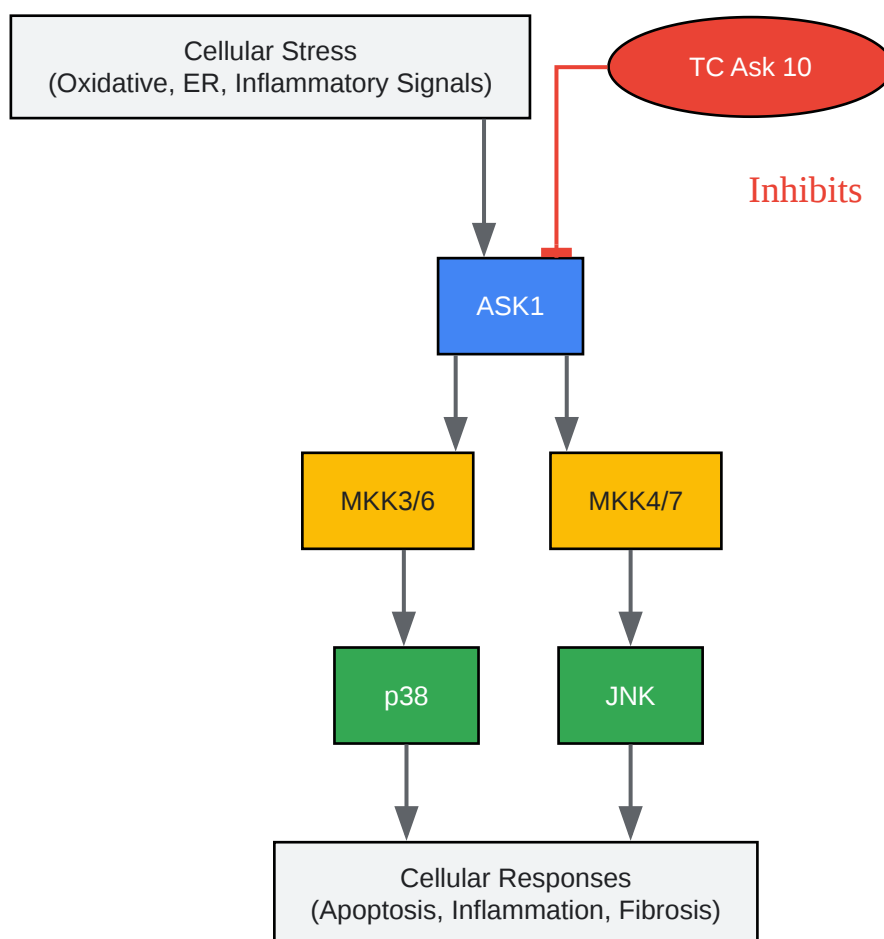 Cellular Stress
(Oxidative, ER, Inflammatory Signals)
TC Ask 10
Inhibits
ASK1
MKK3/6
MKK4/7
p38
JNK
Cellular Responses
(Apoptosis, Inflammation, Fibrosis)